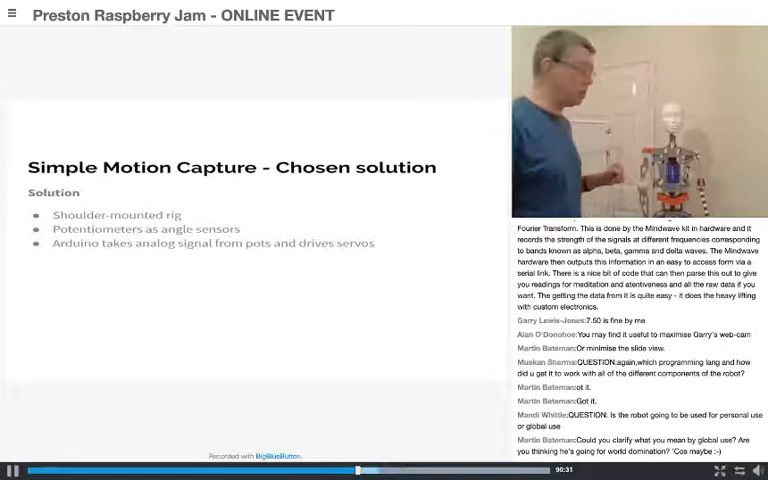 Preston Raspberry Jam - ONLINE EVENT
Simple Motion Capture - Chosen solution
Solution
● Shoulder-mounted rig
● Potentiometers as angle sensors
● Arduino takes analog signal from pots and drives servos
Recorded with BigBlueButton.
Fourier Transform. This is done by the Mindwave kit in hardware and it
records the strength of the signals at different frequencies corresponding
to bands known as alpha, beta, gamma and delta waves. The Mindwave
hardware then outputs this information in an easy to access form via a
serial link. There is a nice bit of code that can then parse this out to give
you readings for meditation and atentiveness and all the raw data if you
want. The getting the data from it is quite easy - it does the heavy lifting
with custom electronics.
Garry Lewis-Jones:7.50 is fine by me
Alan O'Donohoe:You may find it useful to maximise Garry's web-cam
Martin Bateman:Or minimise the slide view.
Muskan Sharma:QUESTION:again,which programming lang and how
did u get it to work with all of the different components of the robot?
Martin Bateman:ot it.
Martin Bateman:Got it.
Mandi Whittle:QUESTION: Is the robot going to be used for personal use
or global use
Martin Bateman:Could you clarify what you mean by global use? Are
you thinking he's going for world domination? 'Cos maybe :-)
90:31